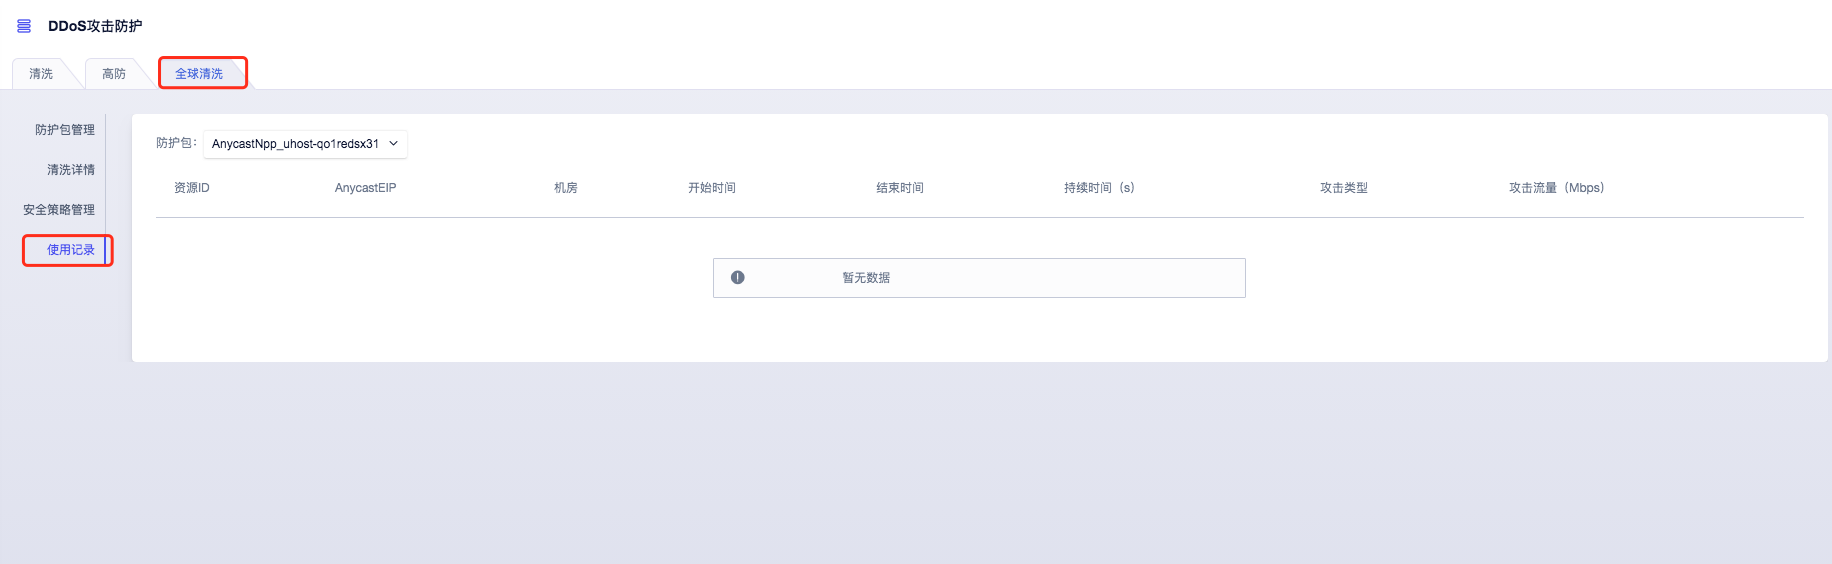 DDoS攻击防护
清洗 高防 全球清洗
防护包管理
清洗详情
安全策略管理
使用记录
防护包： AnycastNpp_uhost-qo1redsx31
资源ID AnycastEIP 机房 开始时间 结束时间 持续时间（s） 攻击类型 攻击流量（Mbps）
暂无数据